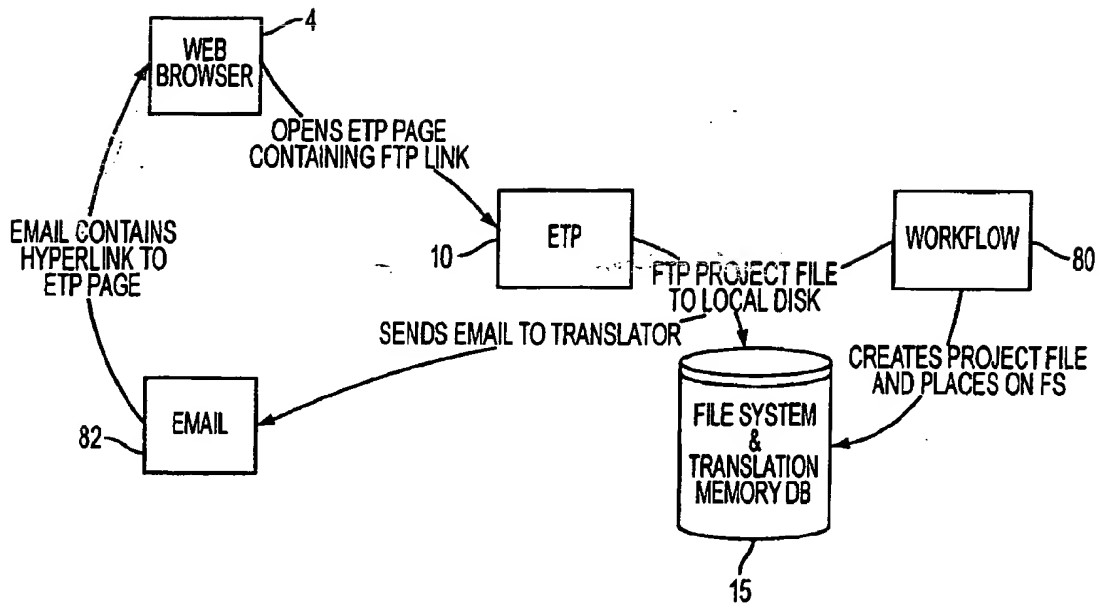 4
WEB
BROWSER
OPENS ETP PAGE
CONTAINING FTP LINK
EMAIL CONTAINS
HYPERLINK TO
ETP PAGE
10
ETP
WORKFLOW
80
FTP PROJECT FILE
TO LOCAL DISK
SENDS EMAIL TO TRANSLATOR
CREATES PROJECT FILE
AND PLACES ON FS
82
EMAIL
FILE SYSTEM
&
TRANSLATION
MEMORY DB
15